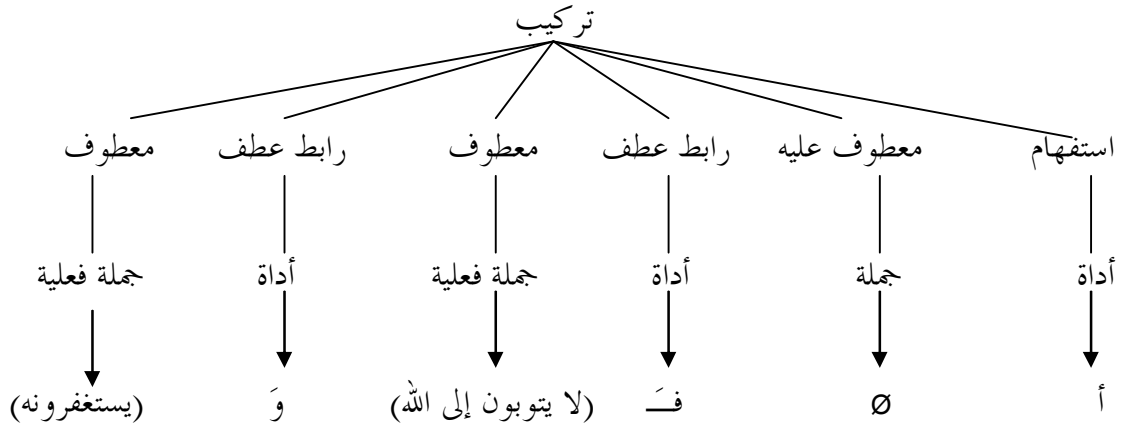 تركيب
استفهام معطوف عليه رابط عطف معطوف رابط عطف معطوف
أداة جملة أداة جملة فعلية أداة جملة فعلية
أ ø فَـ (لا يتوبون إلى الله) وَ (يستغفرونه)